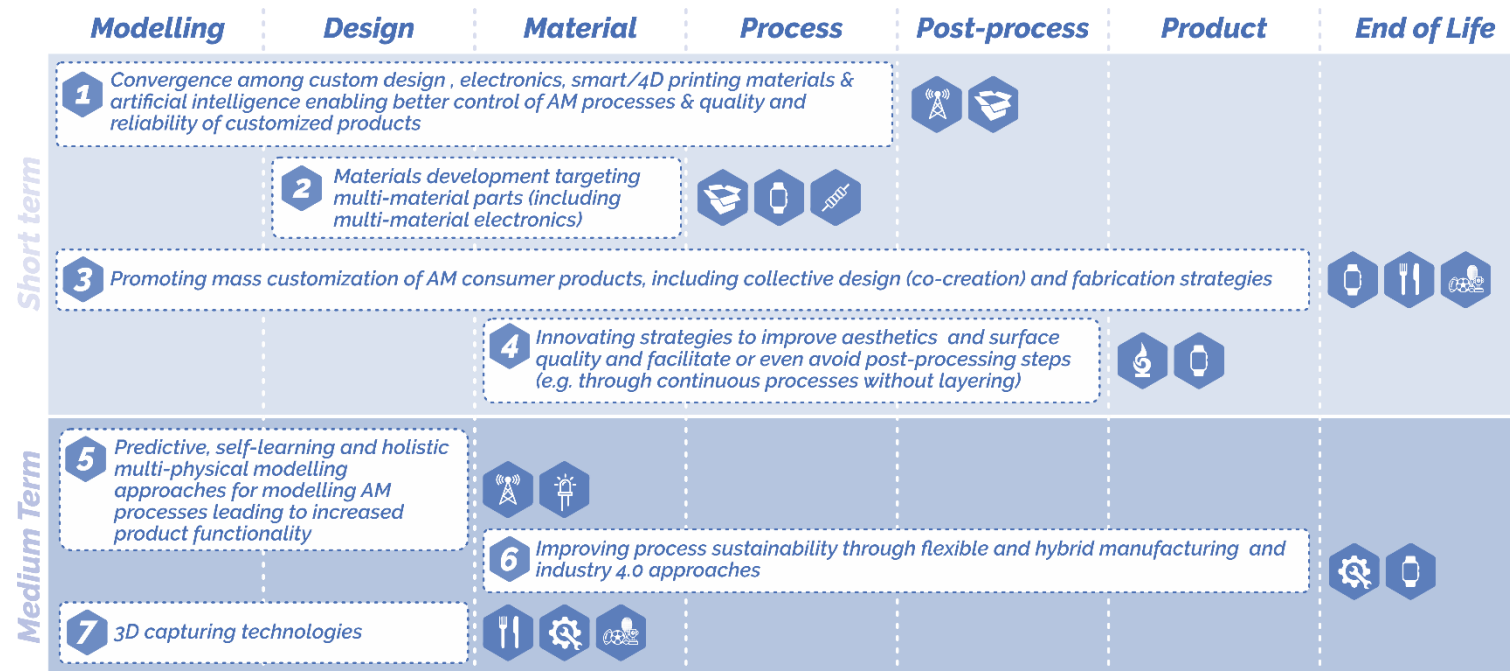 Modelling Design Material Process Post-process Product End of Life
Short term
1 Convergence among custom design , electronics, smart/4D printing materials &
artificial intelligence enabling better control of AM processes & quality and
reliability of customized products
2 Materials development targeting
multi-material parts (including
multi-material electronics)
3 Promoting mass customization of AM consumer products, including collective design (co-creation) and fabrication strategies
4 Innovating strategies to improve aesthetics and surface
quality and facilitate or even avoid post-processing steps
(e.g. through continuous processes without layering)
Medium Term
5 Predictive, self-learning and holistic
multi-physical modelling
approaches for modelling AM
processes leading to increased
product functionality
6 Improving process sustainability through flexible and hybrid manufacturing and
industry 4.0 approaches
7 3D capturing technologies